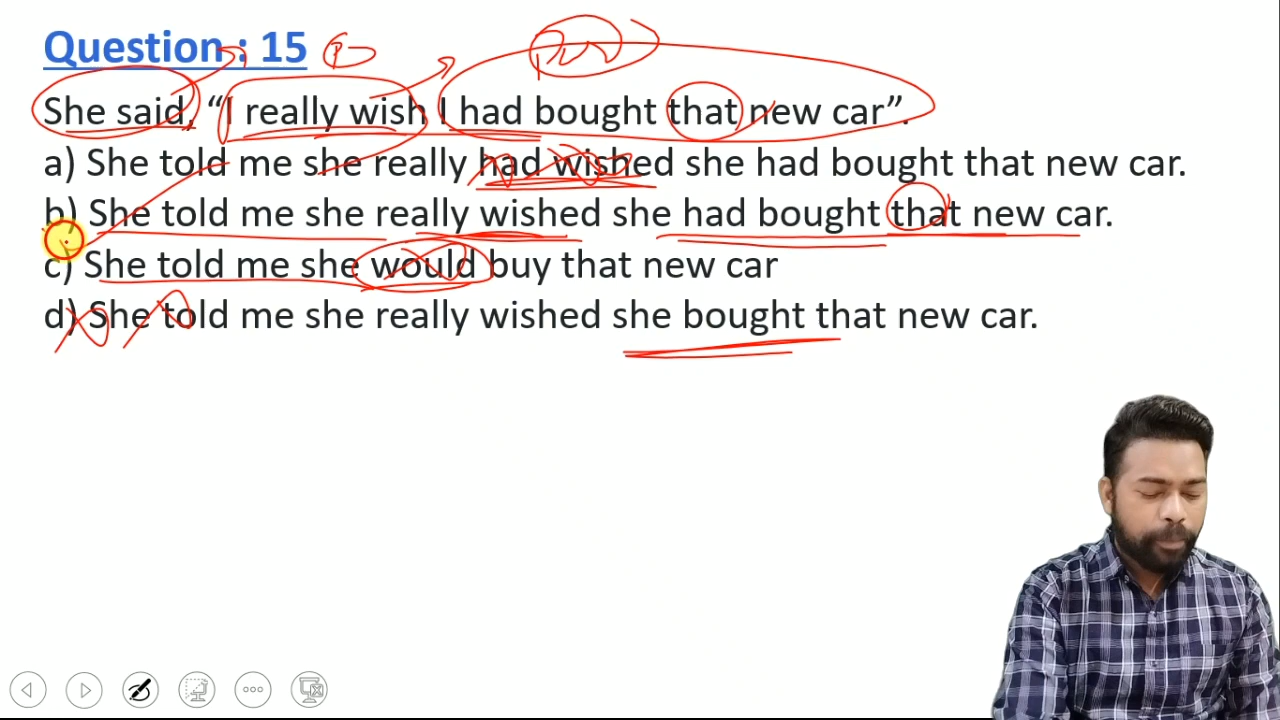 Question : 15
She said, “I really wish I had bought that new car”.
a) She told me she really had wished she had bought that new car.
b) She told me she really wished she had bought that new car.
c) She told me she would buy that new car
d) She told me she really wished she bought that new car.